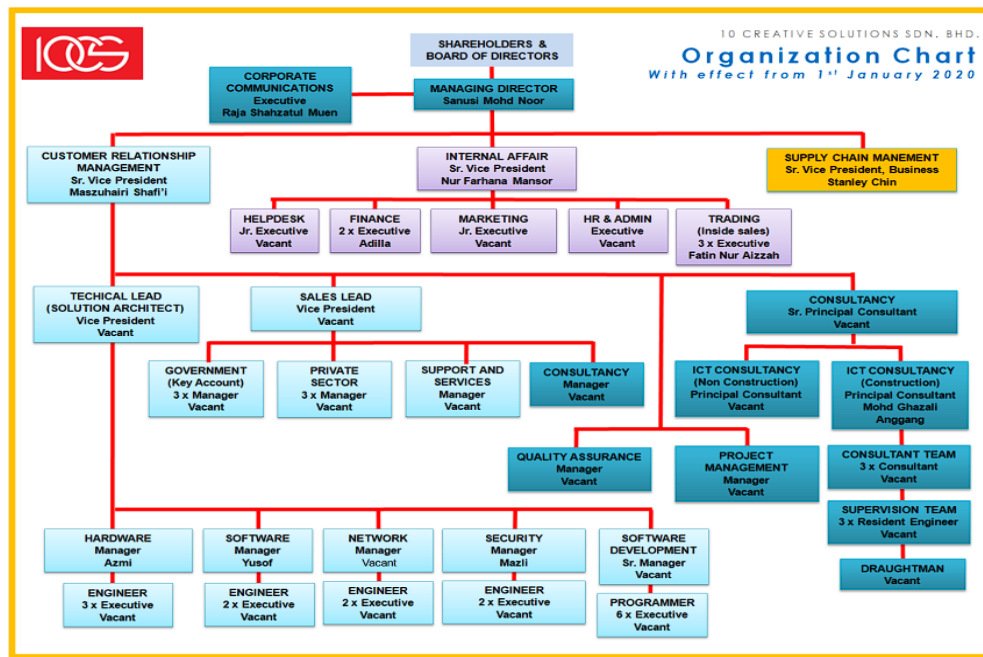 IOCS
10 CREATIVE SOLUTIONS SDN. BHD.
Organization Chart
With effect from 1st January 2020
SHAREHOLDERS &
BOARD OF DIRECTORS
CORPORATE
COMMUNICATIONS
Executive
Raja Shahzatul Muen
MANAGING DIRECTOR
Sanusi Mohd Noor
CUSTOMER RELATIONSHIP
MANAGEMENT
Sr. Vice President
Maszuhairi Shafi'i
INTERNAL AFFAIR
Sr. Vice President
Nur Farhana Mansor
SUPPLY CHAIN MANEMENT
Sr. Vice President, Business
Stanley Chin
HELPDESK
Jr. Executive
Vacant
FINANCE
2 x Executive
Adilla
MARKETING
Jr. Executive
Vacant
HR & ADMIN
Executive
Vacant
TRADING
(Inside sales)
3 x Executive
Fatin Nur Aizzah
TECHICAL LEAD
(SOLUTION ARCHITECT)
Vice President
Vacant
SALES LEAD
Vice President
Vacant
CONSULTANCY
Sr. Principal Consultant
Vacant
GOVERNMENT
(Key Account)
3 x Manager
Vacant
PRIVATE
SECTOR
3 x Manager
Vacant
SUPPORT AND
SERVICES
Manager
Vacant
CONSULTANCY
Manager
Vacant
ICT CONSULTANCY
(Non Construction)
Principal Consultant
Vacant
ICT CONSULTANCY
(Construction)
Principal Consultant
Mohd Ghazali
Anggang
QUALITY ASSURANCE
Manager
Vacant
PROJECT
MANAGEMENT
Manager
Vacant
CONSULTANT TEAM
3 x Consultant
Vacant
SUPERVISION TEAM
3 x Resident Engineer
Vacant
DRAUGHTMAN
Vacant
HARDWARE
Manager
Azmi
SOFTWARE
Manager
Yusof
NETWORK
Manager
Vacant
SECURITY
Manager
Mazli
SOFTWARE
DEVELOPMENT
Sr. Manager
Vacant
ENGINEER
3 x Executive
Vacant
ENGINEER
2 x Executive
Vacant
ENGINEER
2 x Executive
Vacant
ENGINEER
2 x Executive
Vacant
PROGRAMMER
6 x Executive
Vacant